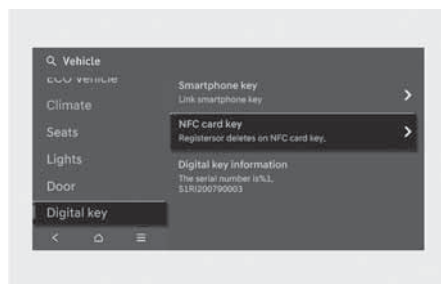 Vehicle
ECO Vehicle
Climate
Seats
Lights
Door
Digital key
Smartphone key
Link smartphone key
NFC card key
Registersor deletes on NFC card key,
Digital key information
The serial number is%1,
S1RI200790003